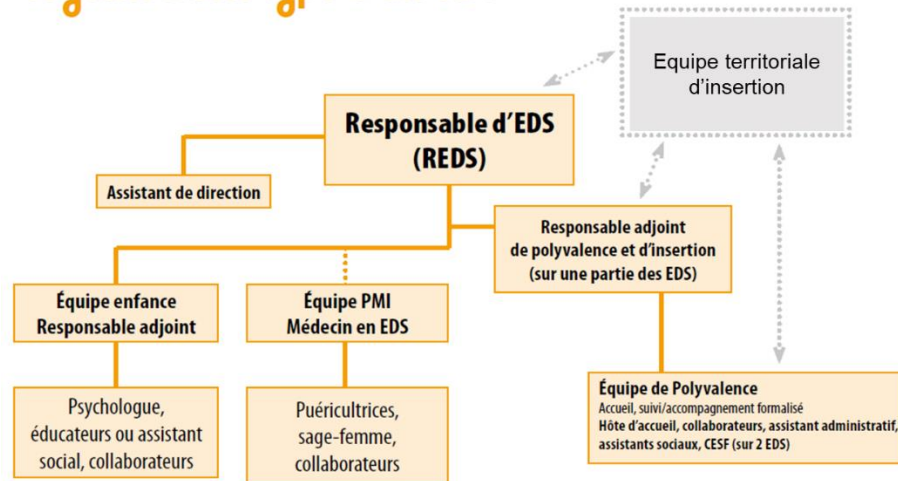 Equipe territoriale
d'insertion
Responsable d'EDS
(REDS)
Assistant de direction
Responsable adjoint
de polyvalence et d'insertion
(sur une partie des EDS)
Équipe enfance
Responsable adjoint
Équipe PMI
Médecin en EDS
Psychologue,
éducateurs ou assistant
social, collaborateurs
Puéricultrices,
sage-femme,
collaborateurs
Équipe de Polyvalence
Accueil, suivi/accompagnement formalisé
Hôte d'accueil, collaborateurs, assistant administratif,
assistants sociaux, CESF (sur 2 EDS)